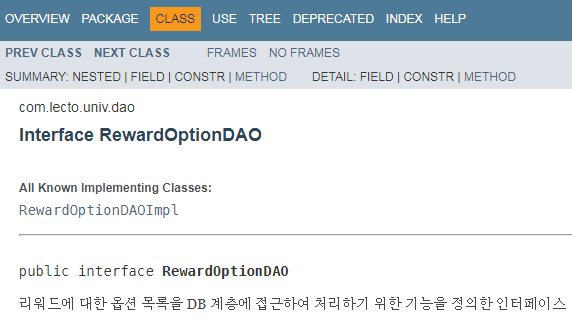 OVERVIEW PACKAGE CLASS USE TREE DEPRECATED INDEX HELP
PREV CLASS NEXT CLASS FRAMES NO FRAMES
SUMMARY: NESTED | FIELD | CONSTR | METHOD DETAIL: FIELD | CONSTR | METHOD
com.lecto.univ.dao
Interface RewardOptionDAO
All Known Implementing Classes:
RewardOptionDAOImpl
public interface RewardOptionDAO
리워드에 대한 옵션 목록을 DB 계층에 접근하여 처리하기 위한 기능을 정의한 인터페이스